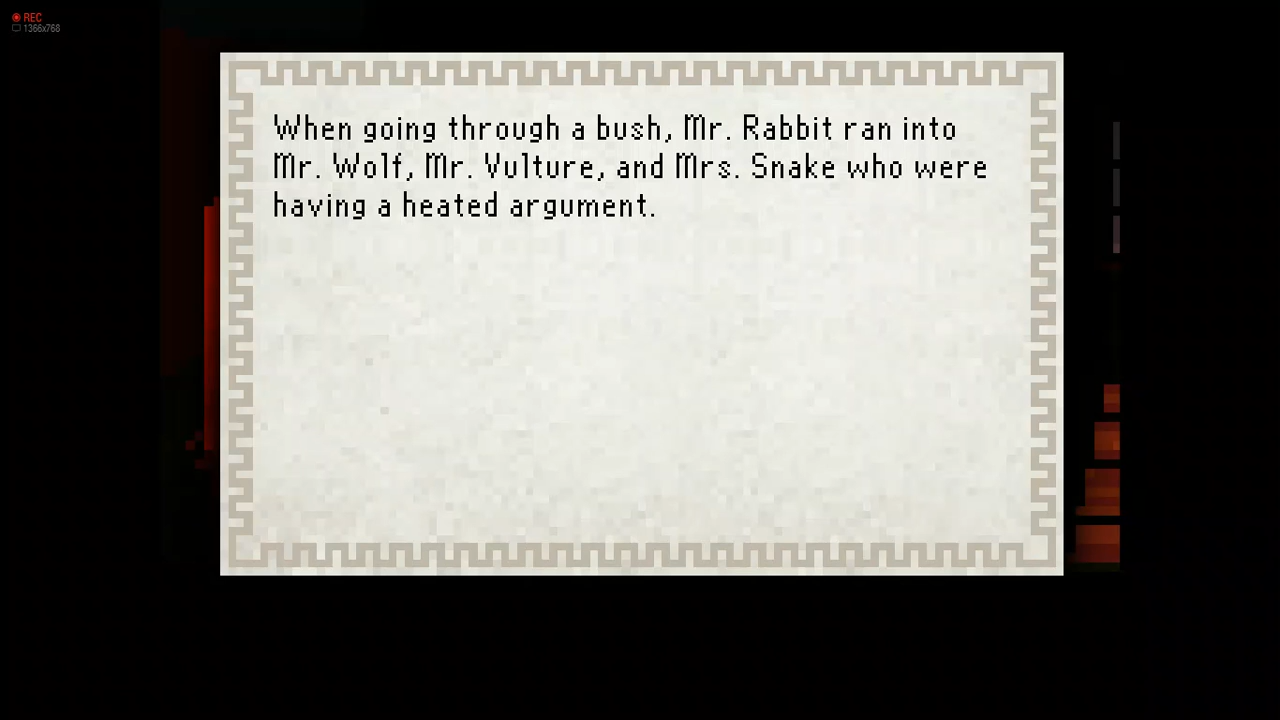 REC
1366x768
When going through a bush, Mr. Rabbit ran into
Mr. Wolf, Mr. Vulture, and Mrs. Snake who were
having a heated argument.